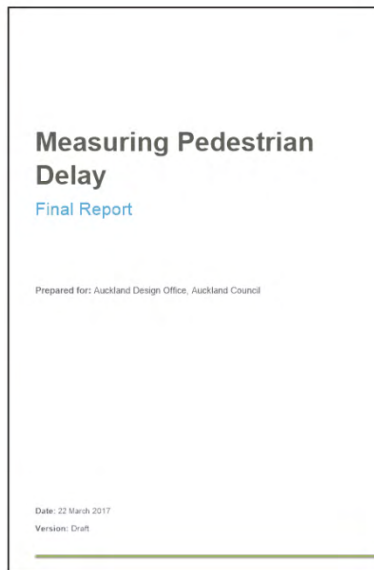 Measuring Pedestrian
Delay
Final Report
Prepared for: Auckland Design Office, Auckland Council
Date: 22 March 2017
Version: Draft